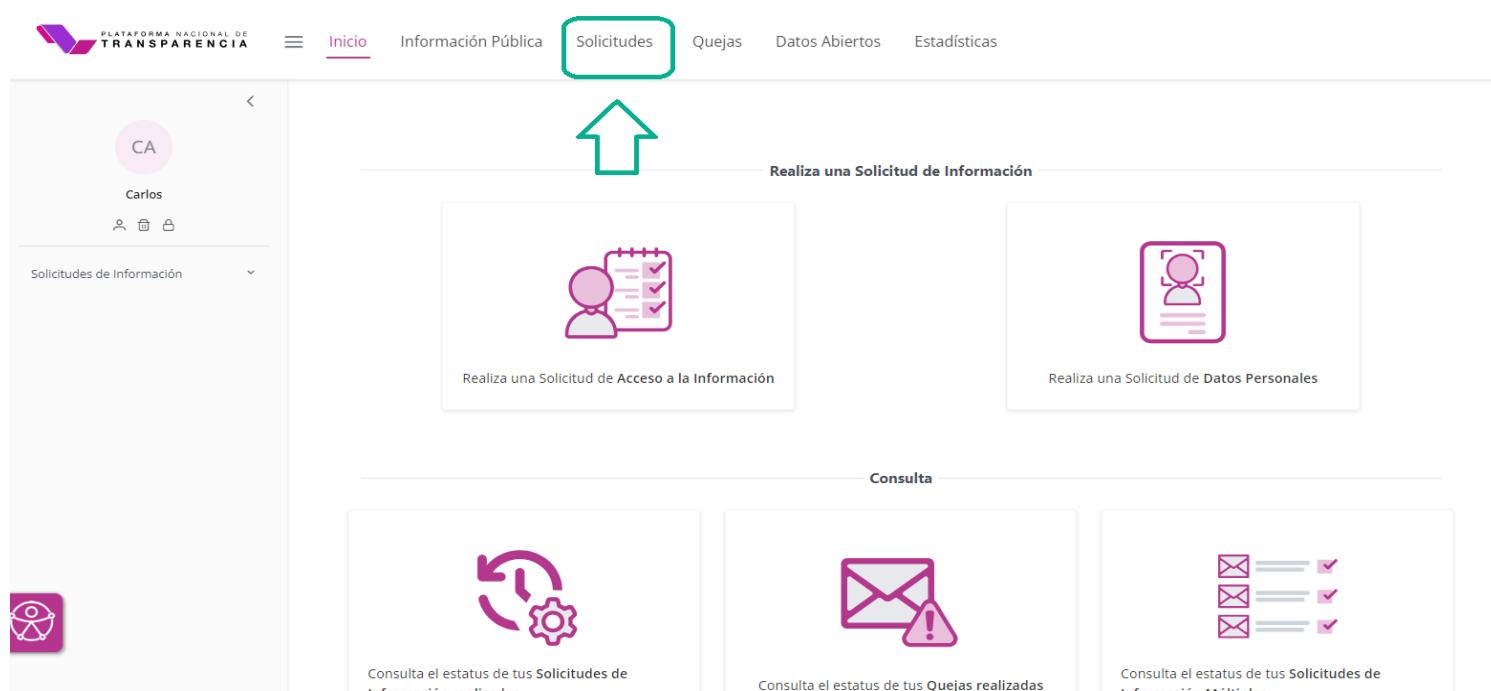 PLATAFORMA NACIONAL DE
TRANSPARENCIA
Inicio
Información Pública
Solicitudes
Quejas
Datos Abiertos
Estadísticas
CA
Carlos
Solicitudes de Información
Realiza una Solicitud de Información
Realiza una Solicitud de Acceso a la Información
Realiza una Solicitud de Datos Personales
Consulta
Consulta el estatus de tus Solicitudes de
Consulta el estatus de tus Quejas realizadas
Consulta el estatus de tus Solicitudes de